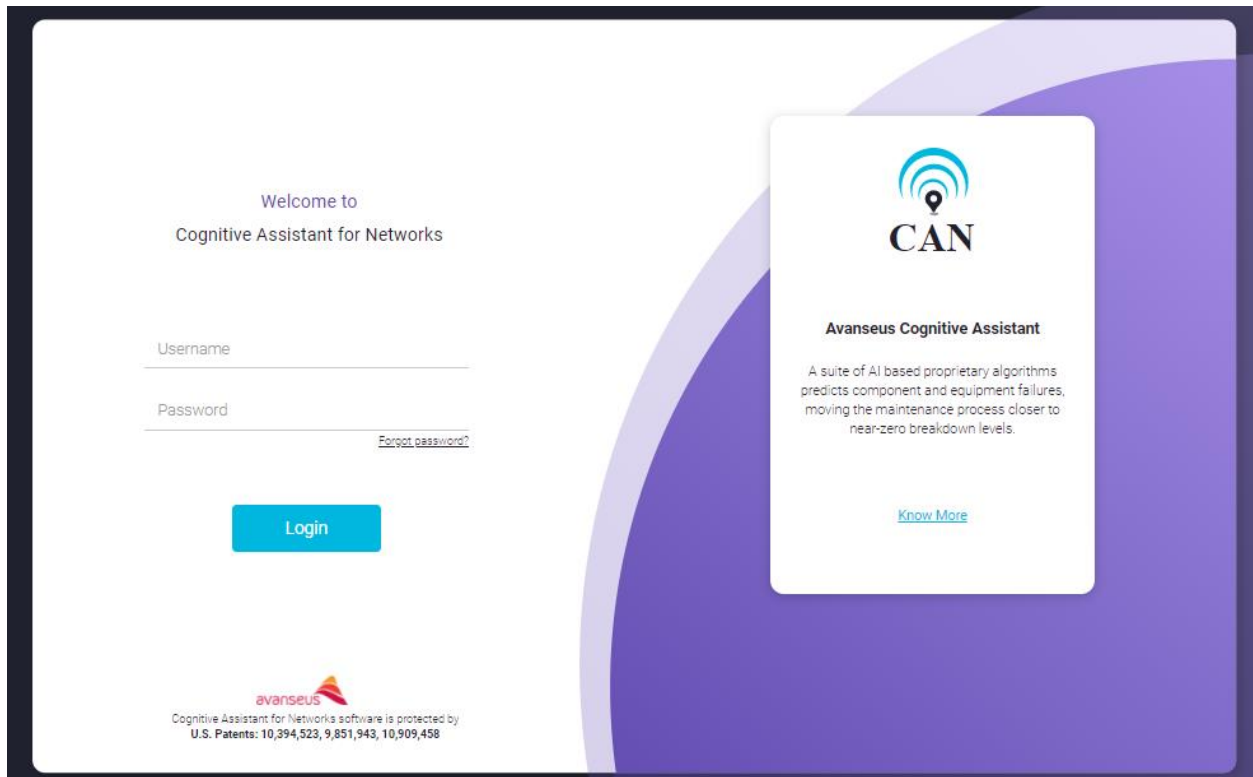 Welcome to
Cognitive Assistant for Networks
Username
Password
Forgot password?
Login
avanseus
Cognitive Assistant for Networks software is protected by
U.S. Patents: 10,394,523, 9,851,943, 10,909,458
CAN
Avanseus Cognitive Assistant
A suite of AI based proprietary algorithms
predicts component and equipment failures,
moving the maintenance process closer to
near-zero breakdown levels.
Know More